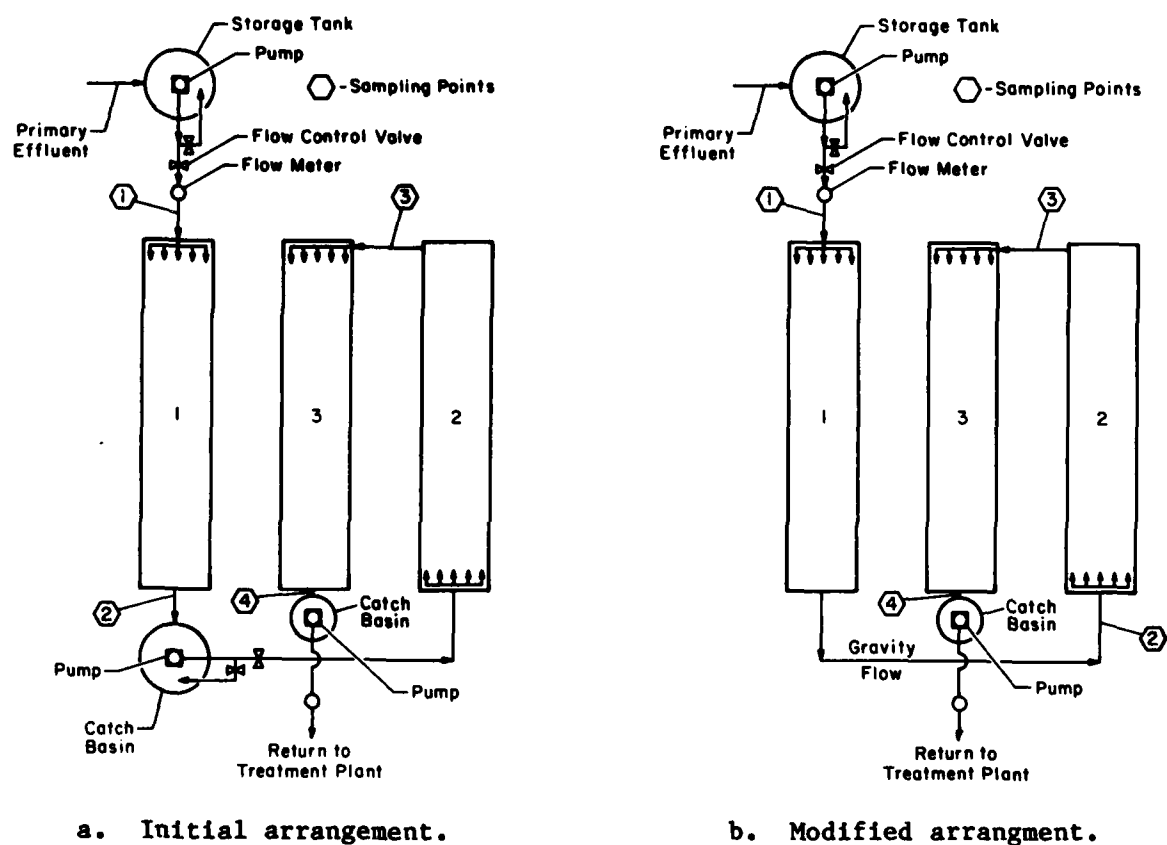 Storage Tank
Pump
-Sampling Points
Primary
Effluent
Flow Control Valve
Flow Meter
1
3
1
3
2
2
4
Catch
Basin
Pump
Pump
Catch
Basin
Return to
Treatment Plant
a. Initial arrangement.
Storage Tank
Pump
-Sampling Points
Primary
Effluent
Flow Control Valve
Flow Meter
1
3
1
3
2
4
Catch
Basin
2
Gravity
Flow
Pump
Return to
Treatment Plant
b. Modified arrangment.